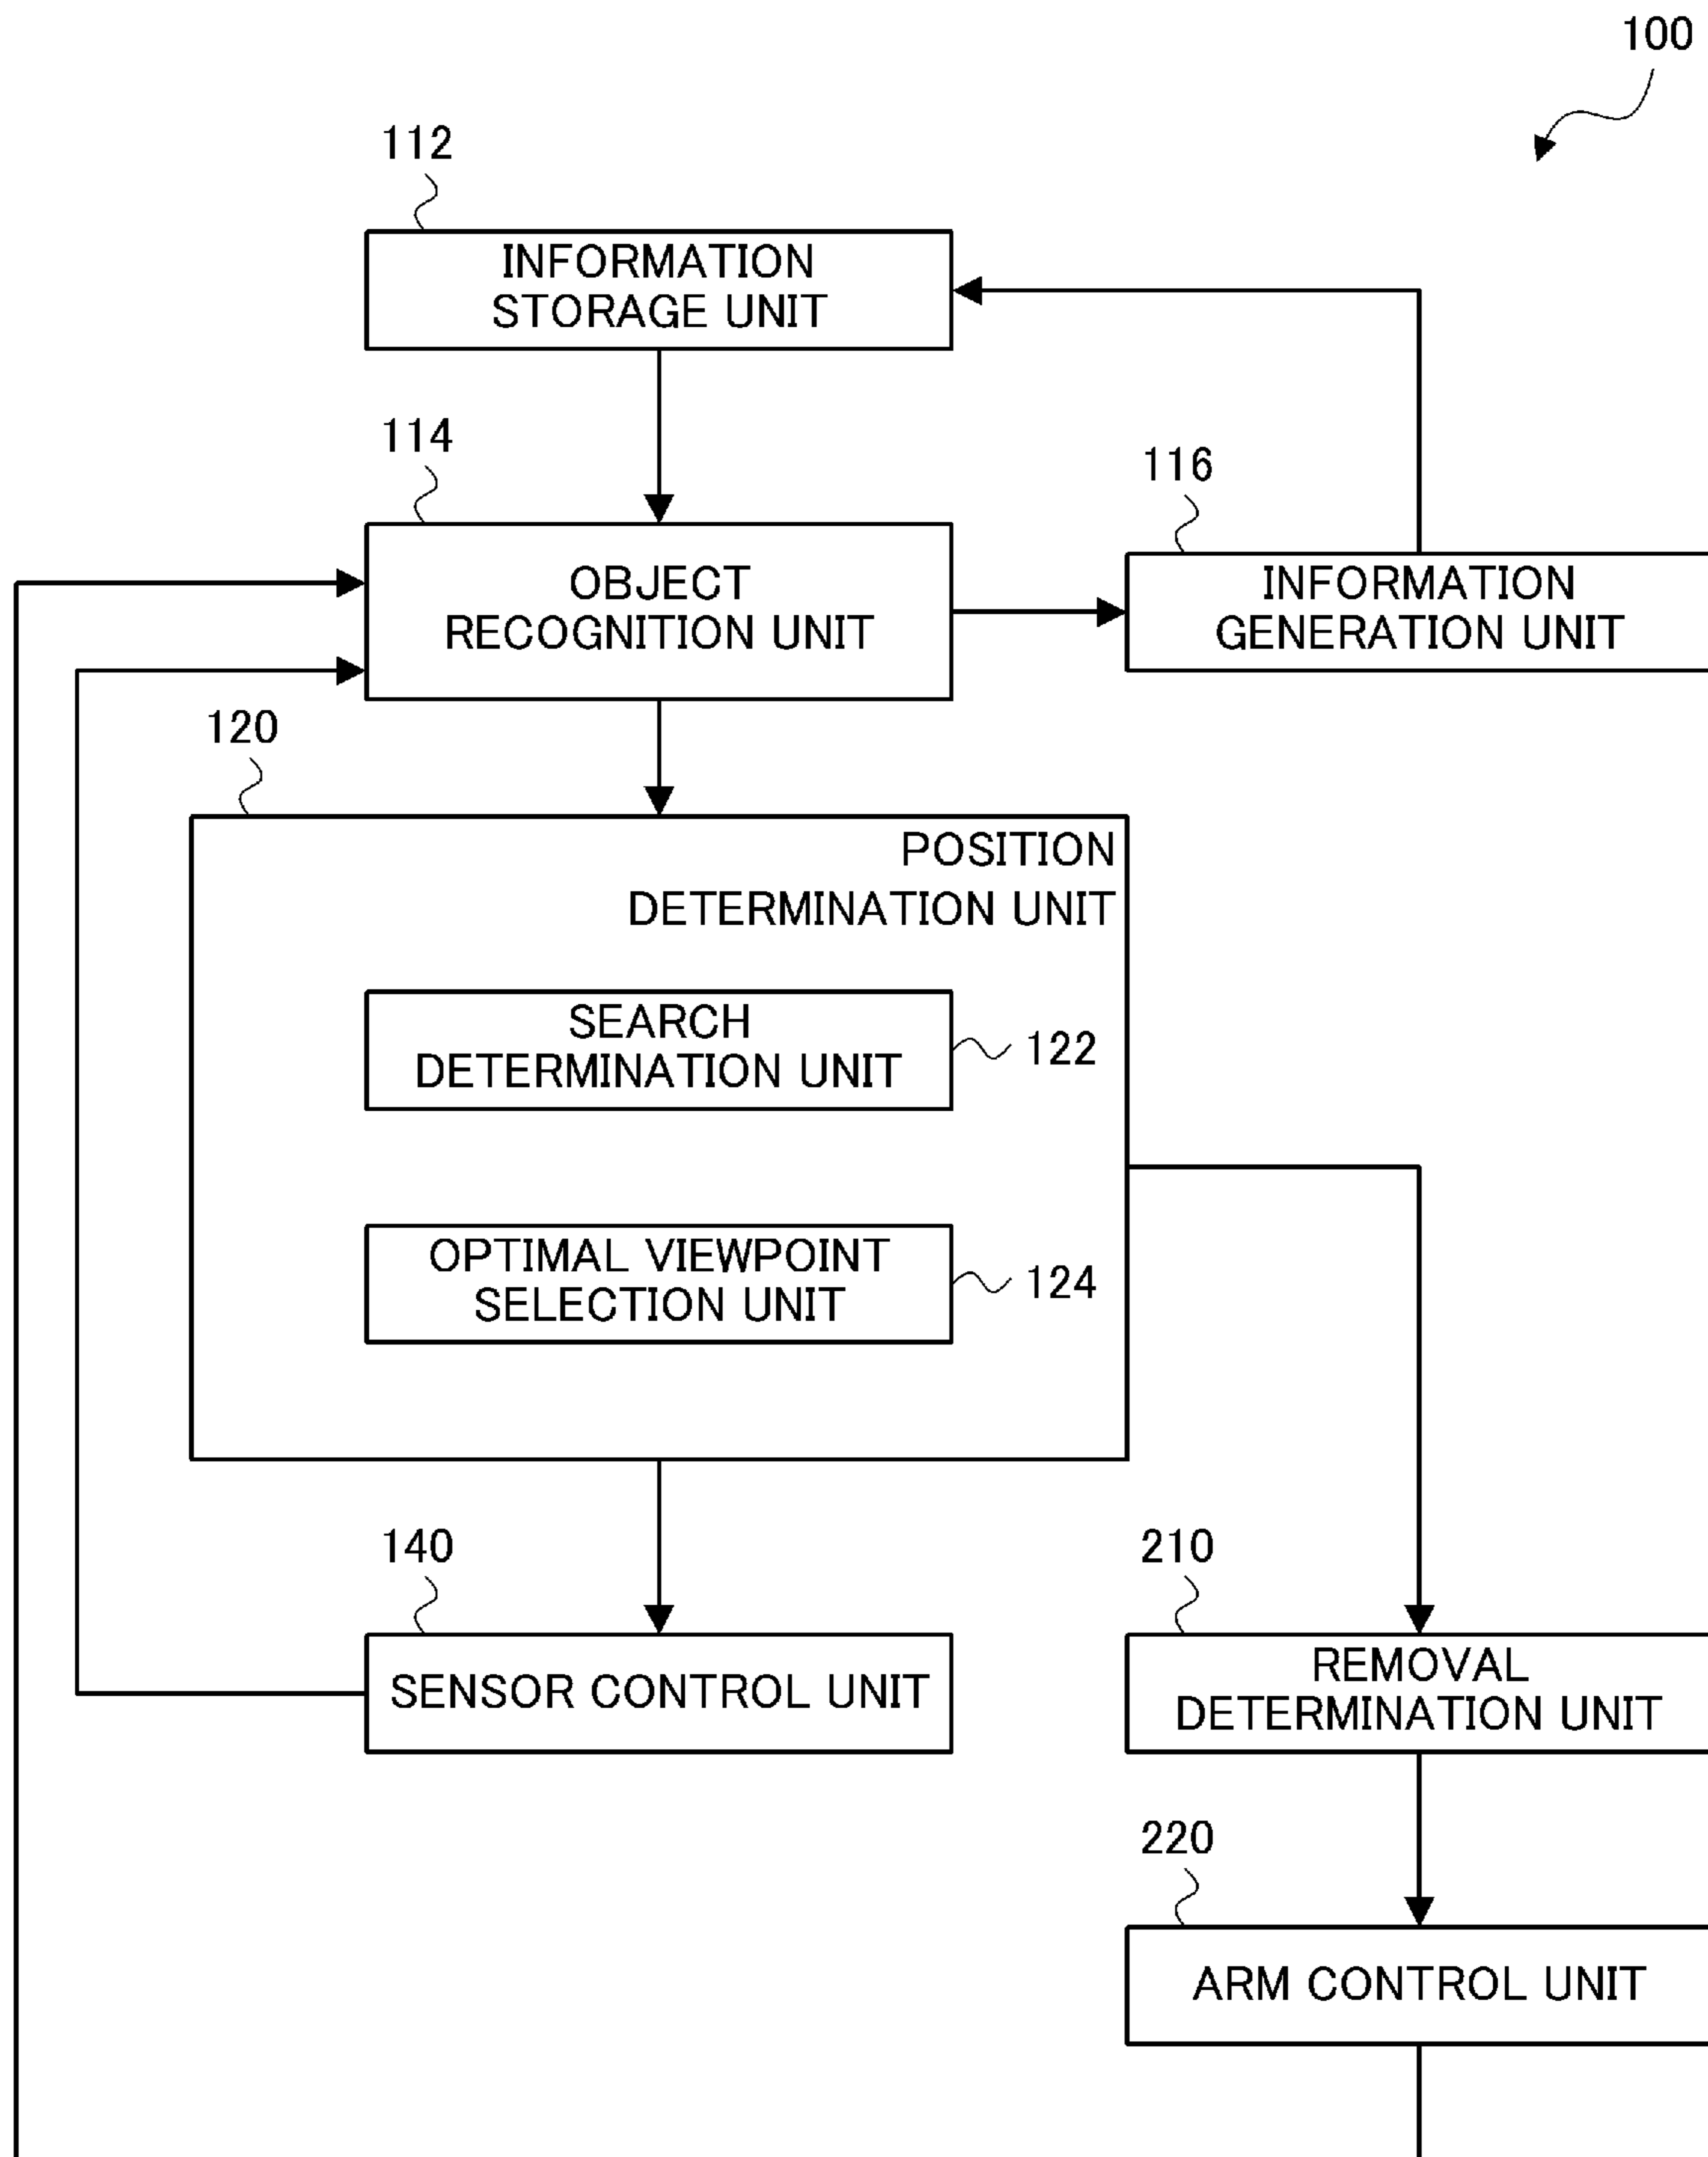 100
112
INFORMATION
STORAGE UNIT
114
OBJECT
RECOGNITION UNIT
116
INFORMATION
GENERATION UNIT
120
POSITION
DETERMINATION UNIT
SEARCH
DETERMINATION UNIT
122
OPTIMAL VIEWPOINT
SELECTION UNIT
124
140
SENSOR CONTROL UNIT
210
REMOVAL
DETERMINATION UNIT
220
ARM CONTROL UNIT